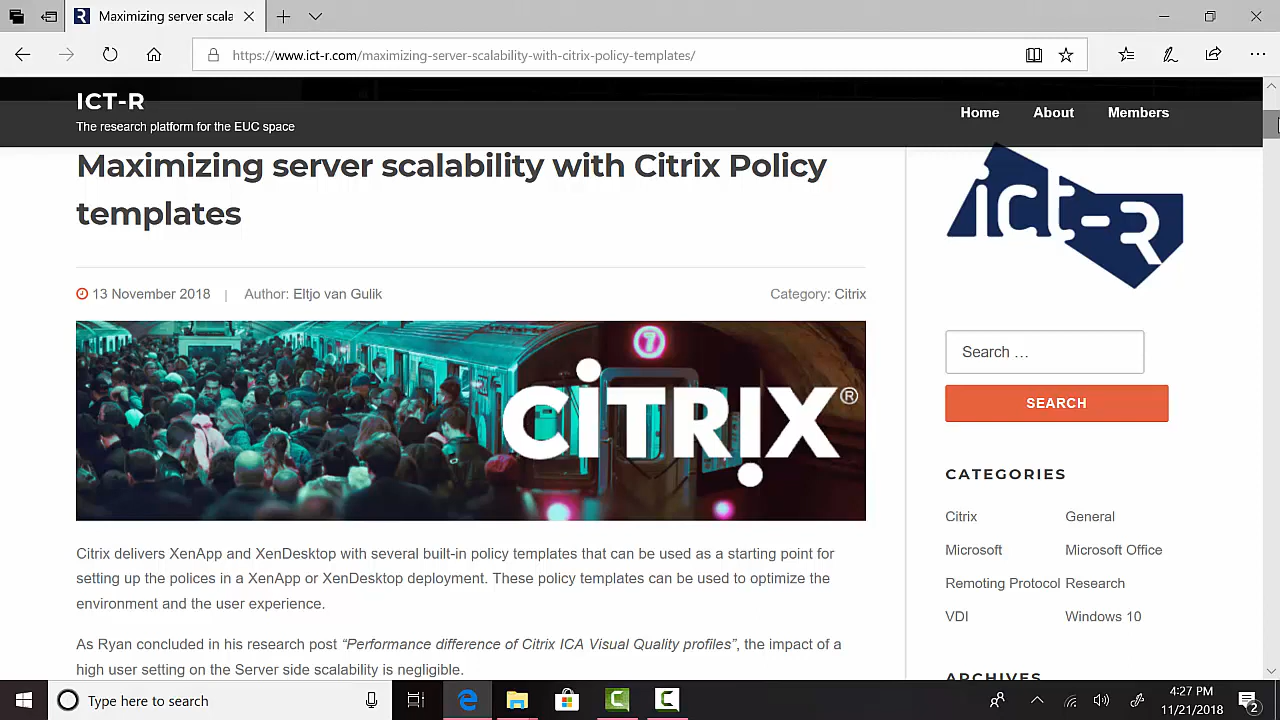 Maximizing server scala
https://www.ict-r.com/maximizing-server-scalability-with-citrix-policy-templates/
ICT-R
The research platform for the EUC space
Home About Members
Maximizing server scalability with Citrix Policy
templates
13 November 2018 | Author: Eltjo van Gulik Category: Citrix
CiTRIX®
7
ict-R
Search …
SEARCH
CATEGORIES
Citrix General
Microsoft Microsoft Office
Remoting Protocol Research
VDI Windows 10
ARCHIVES
Citrix delivers XenApp and XenDesktop with several built-in policy templates that can be used as a starting point for
setting up the polices in a XenApp or XenDesktop deployment. These policy templates can be used to optimize the
environment and the user experience.
As Ryan concluded in his research post “Performance difference of Citrix ICA Visual Quality profiles”, the impact of a
high user setting on the Server side scalability is negligible.
Type here to search
4:27 PM
11/21/2018
2